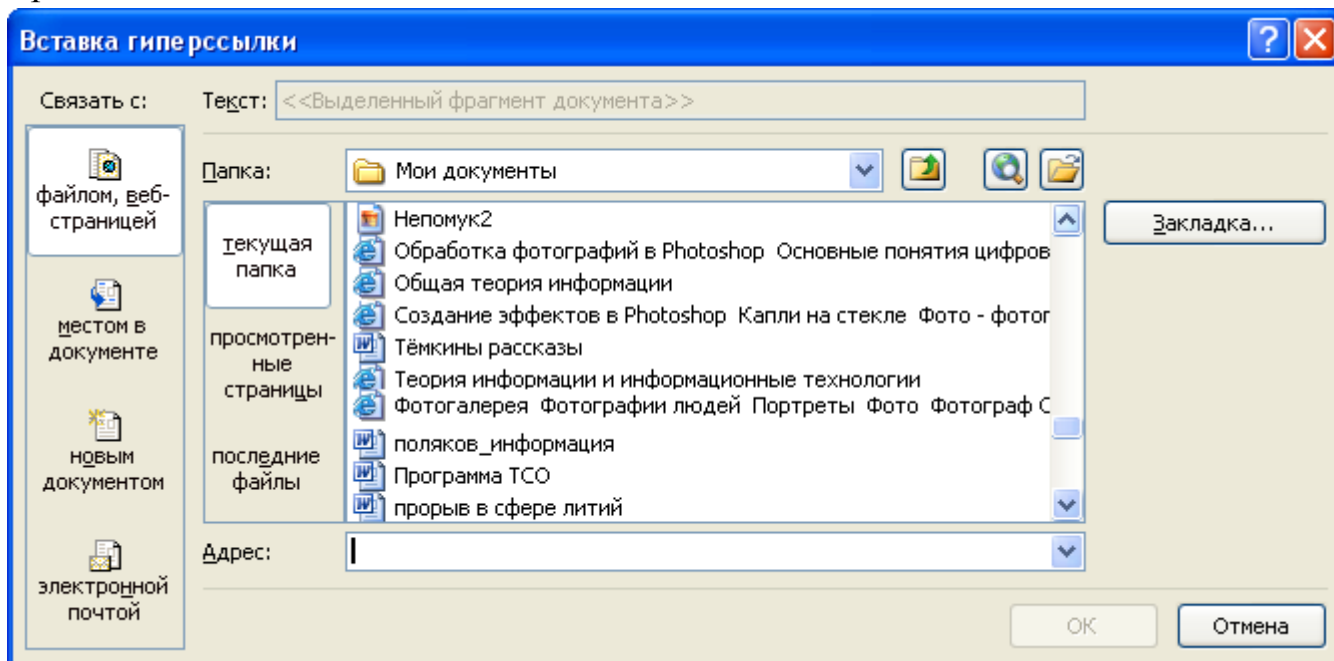 Вставка гиперссылки
Связать с:
Текст: <<Выделенный фрагмент документа>>
файлом, веб-
страницей
местом в
документе
новым
документом
электронной
почтой
Папка:
Мои документы
текущая
папка
просмотрен-
ные
страницы
последние
файлы
Непомук2
Обработка фотографий в Photoshop Основные понятия цифров
Общая теория информации
Создание эффектов в Photoshop Капли на стекле Фото - фотог
Тёмкины рассказы
Теория информации и информационные технологии
Фотогалерея Фотографии людей Портреты Фото Фотограф С
поляков_информация
Программа ТСО
прорыв в сфере литий
Закладка...
Адрес:
ОК
Отмена